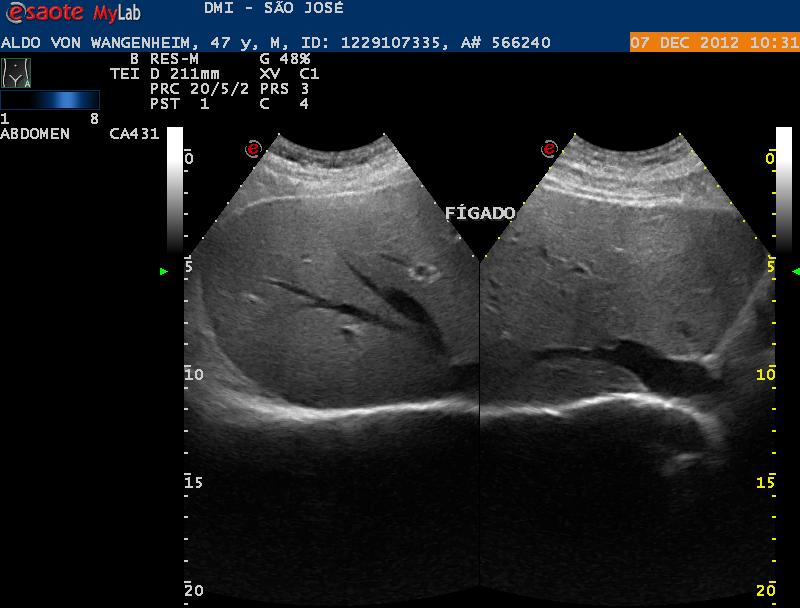 esaote MyLab
DMI - SÃO JOSÉ
ALDO VON WANGENHEIM, 47 y, M, ID: 1229107335, A# 566240
07 DEC 2012 10:31
B RES-M G 48%
TEI D 211mm XV C1
PRC 20/5/2 PRS 3
PST 1 C 4
A
1 8
ABDOMEN CA431
e e
0 0
FÍGADO
5 5
10 10
15 15
20 20